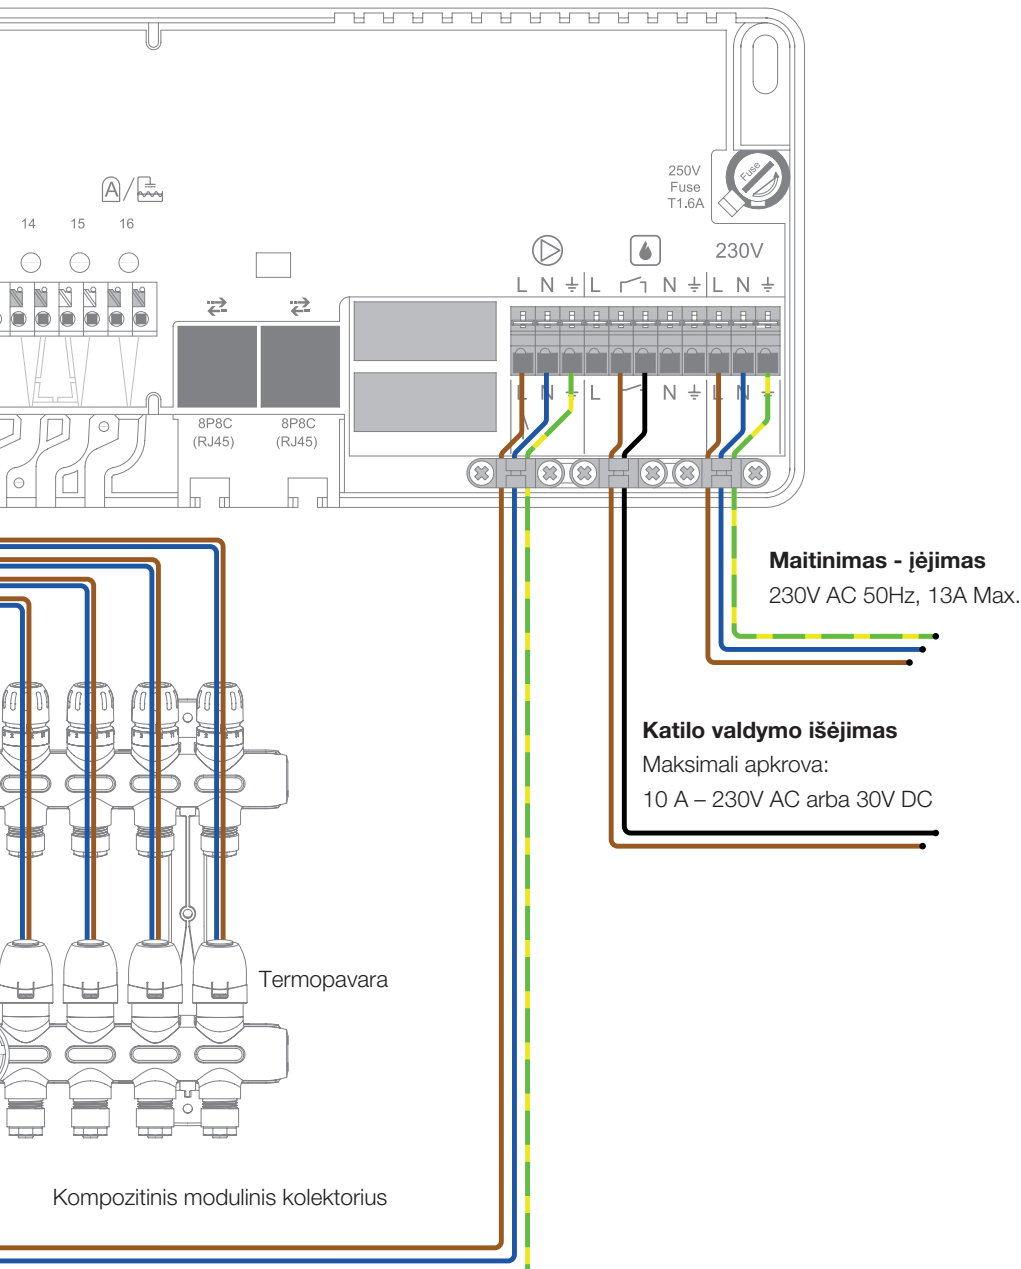 250V
Fuse
T1.6A
Fuse
A/
14 15 16
230V
L N L N L N
L N L N L N
8P8C
(RJ45)
8P8C
(RJ45)
Maitinimas - įėjimas
230V AC 50Hz, 13A Max.
Katilo valdymo išėjimas
Maksimali apkrova:
10 A – 230V AC arba 30V DC
Termopavara
Kompozitinis modulinis kolektorius